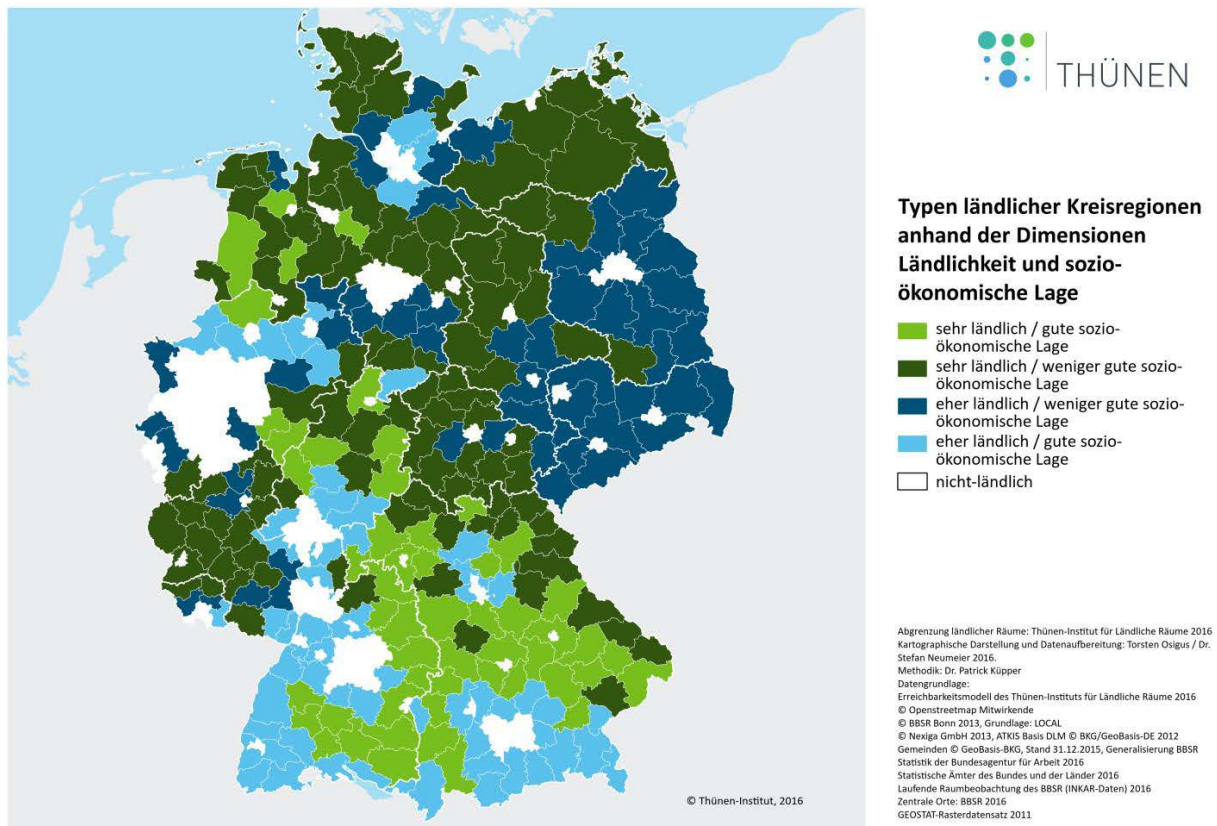 THÜNEN
Typen ländlicher Kreisregionen
anhand der Dimensionen
Ländlichkeit und sozio-
ökonomische Lage
sehr ländlich / gute sozio-
ökonomische Lage
sehr ländlich / weniger gute sozio-
ökonomische Lage
eher ländlich / weniger gute sozio-
ökonomische Lage
eher ländlich / gute sozio-
ökonomische Lage
nicht-ländlich
Abgrenzung ländlicher Räume: Thünen-Institut für Ländliche Räume 2016
Kartographische Darstellung und Datenaufbereitung: Torsten Osigus / Dr.
Stefan Neumeier 2016.
Methodik: Dr. Patrick Küpper
Datengrundlage:
Erreichbarkeitsmodell des Thünen-Instituts für Ländliche Räume 2016
© Openstreetmap Mitwirkende
© BBSR Bonn 2013, Grundlage: LOCAL
© Nexiga GmbH 2013, ATKIS Basis DLM © BKG/GeoBasis-DE 2012
Gemeinden © GeoBasis-BKG, Stand 31.12.2015, Generalisierung BBSR
Statistik der Bundesagentur für Arbeit 2016
Statistische Ämter des Bundes und der Länder 2016
Laufende Raumbeobachtung des BBSR (INKAR-Daten) 2016
Zentrale Orte: BBSR 2016
GEOSTAT-Rasterdatensatz 2011
© Thünen-Institut, 2016